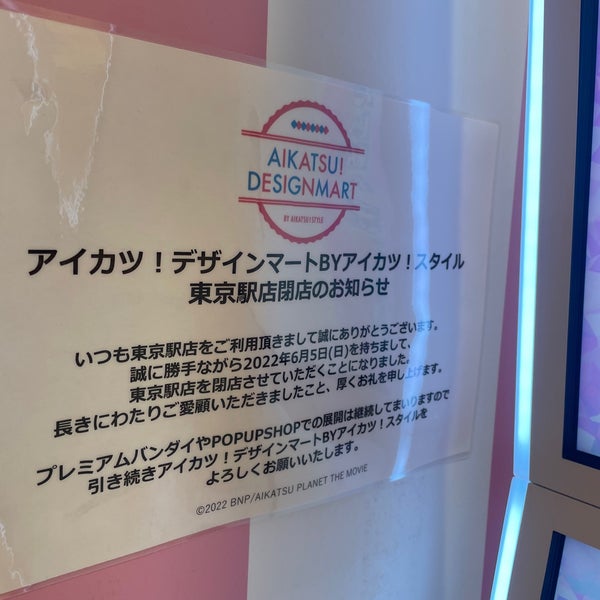 AIKATSU!
DESIGNMART
BY AIKATSU!STYLE
アイカツ！デザインマートBYアイカツ！スタイル
東京駅店閉店のお知らせ
いつも東京駅店をご利用頂きまして誠にありがとうございます。
誠に勝手ながら2022年6月5日(日)を持ちまして、
東京駅店を閉店させていただくことになりました。
長きにわたりご愛顧いただきましたこと、厚くお礼を申し上げます。
プレミアムバンダイやPOPUPSHOPでの展開は継続してまいりますので
引き続きアイカツ！デザインマートBYアイカツ！スタイルを
よろしくお願いいたします。
©2022 BNP/AIKATSU PLANET THE MOVIE